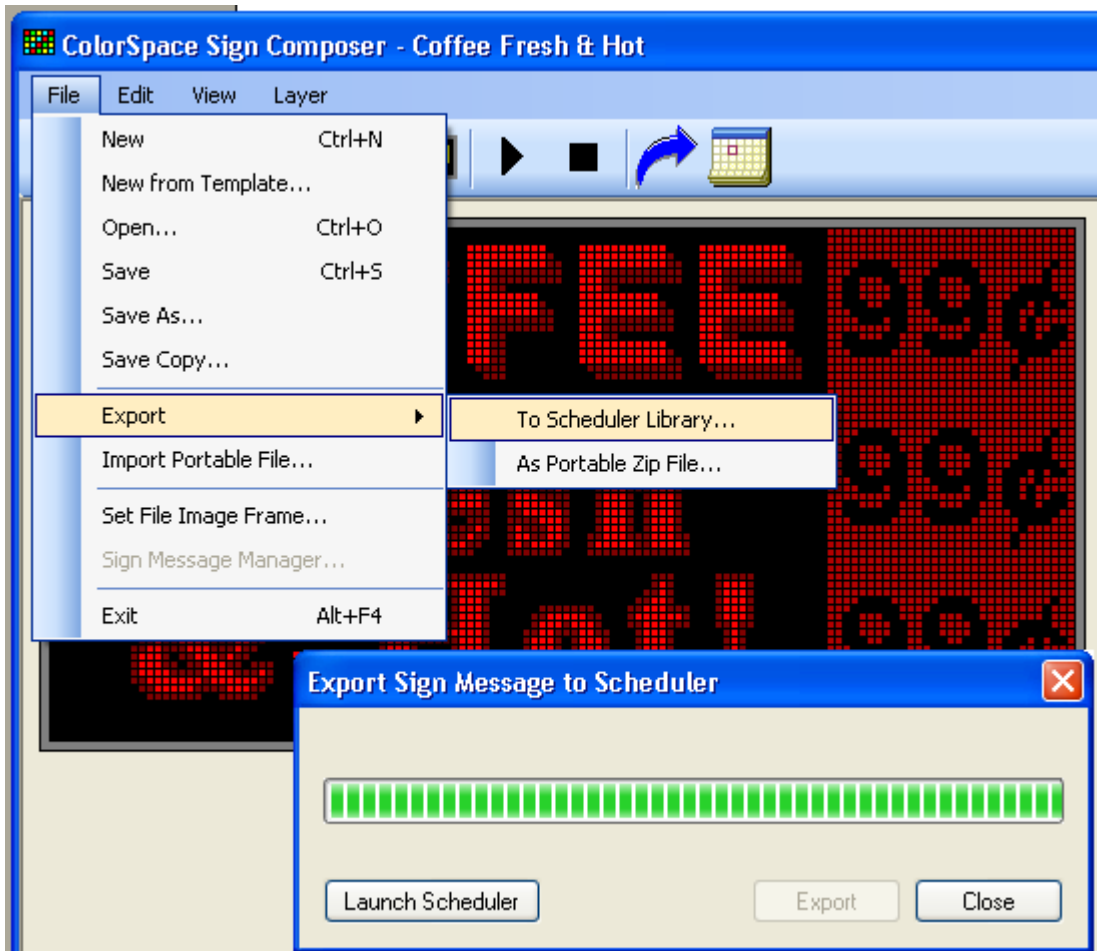 ColorSpace Sign Composer - Coffee Fresh & Hot
File Edit View Layer
New Ctrl+N
New from Template...
Open... Ctrl+O
Save Ctrl+S
Save As...
Save Copy...
Export
To Scheduler Library...
Import Portable File...
As Portable Zip File...
Set File Image Frame...
Sign Message Manager...
Exit Alt+F4
FEE 99¢
99¢
& Hot! 99¢
Export Sign Message to Scheduler
Launch Scheduler Export Close